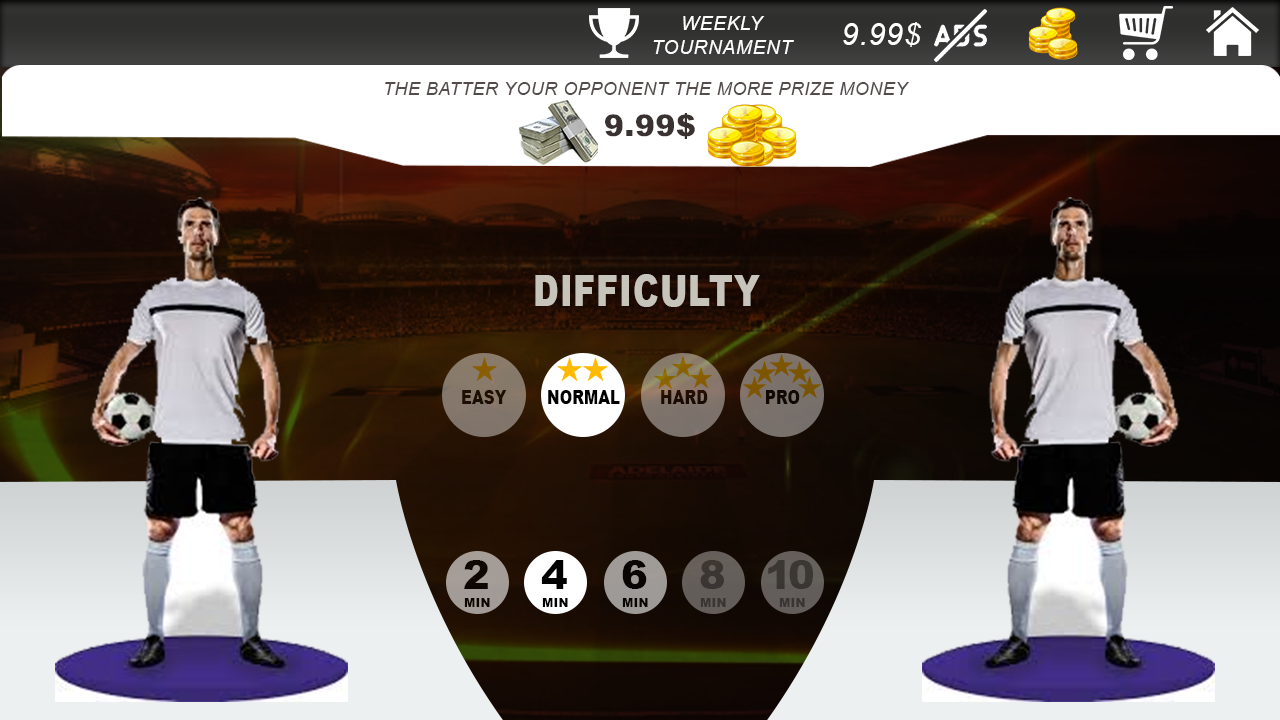 WEEKLY
TOURNAMENT
9.99$ ADS
THE BATTER YOUR OPPONENT THE MORE PRIZE MONEY
9.99$
DIFFICULTY
EASY NORMAL HARD PRO
2 4 6 8 10
MIN MIN MIN MIN MIN
ADELAIDE